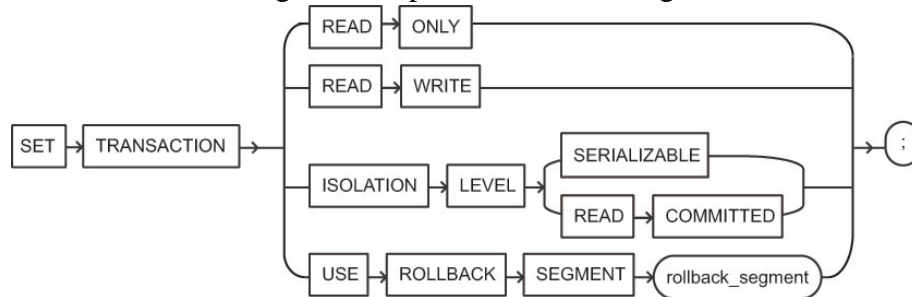 READ ONLY
READ WRITE
SET TRANSACTION ;
SERIALIZABLE
ISOLATION LEVEL
READ COMMITTED
USE ROLLBACK SEGMENT rollback_segment